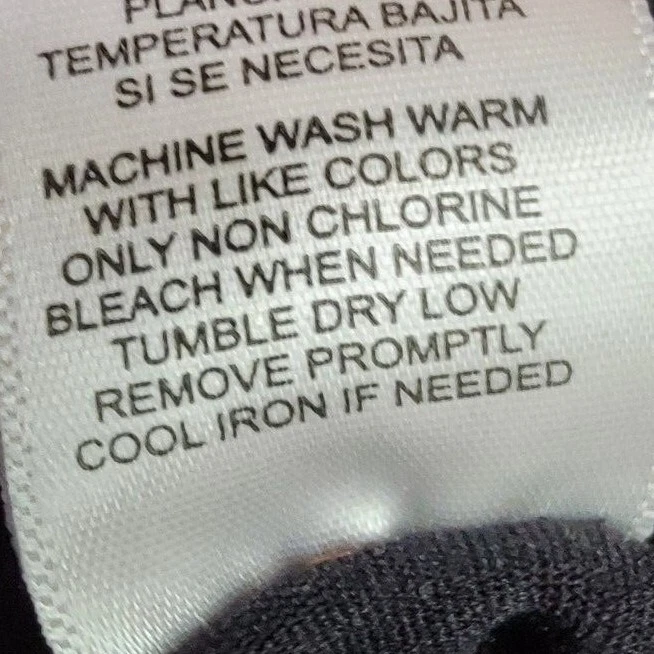 TEMPERATURA BAJITA
SI SE NECESITA
MACHINE WASH WARM
WITH LIKE COLORS
ONLY NON CHLORINE
BLEACH WHEN NEEDED
TUMBLE DRY LOW
REMOVE PROMPTLY
COOL IRON IF NEEDED